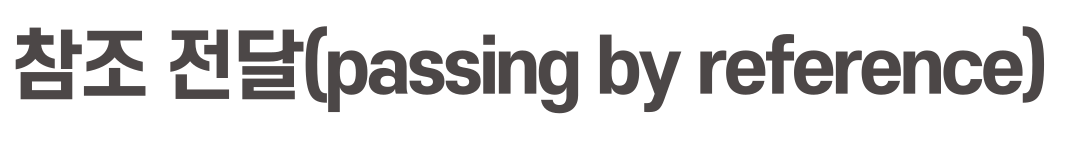 참조 전달(passing by reference)